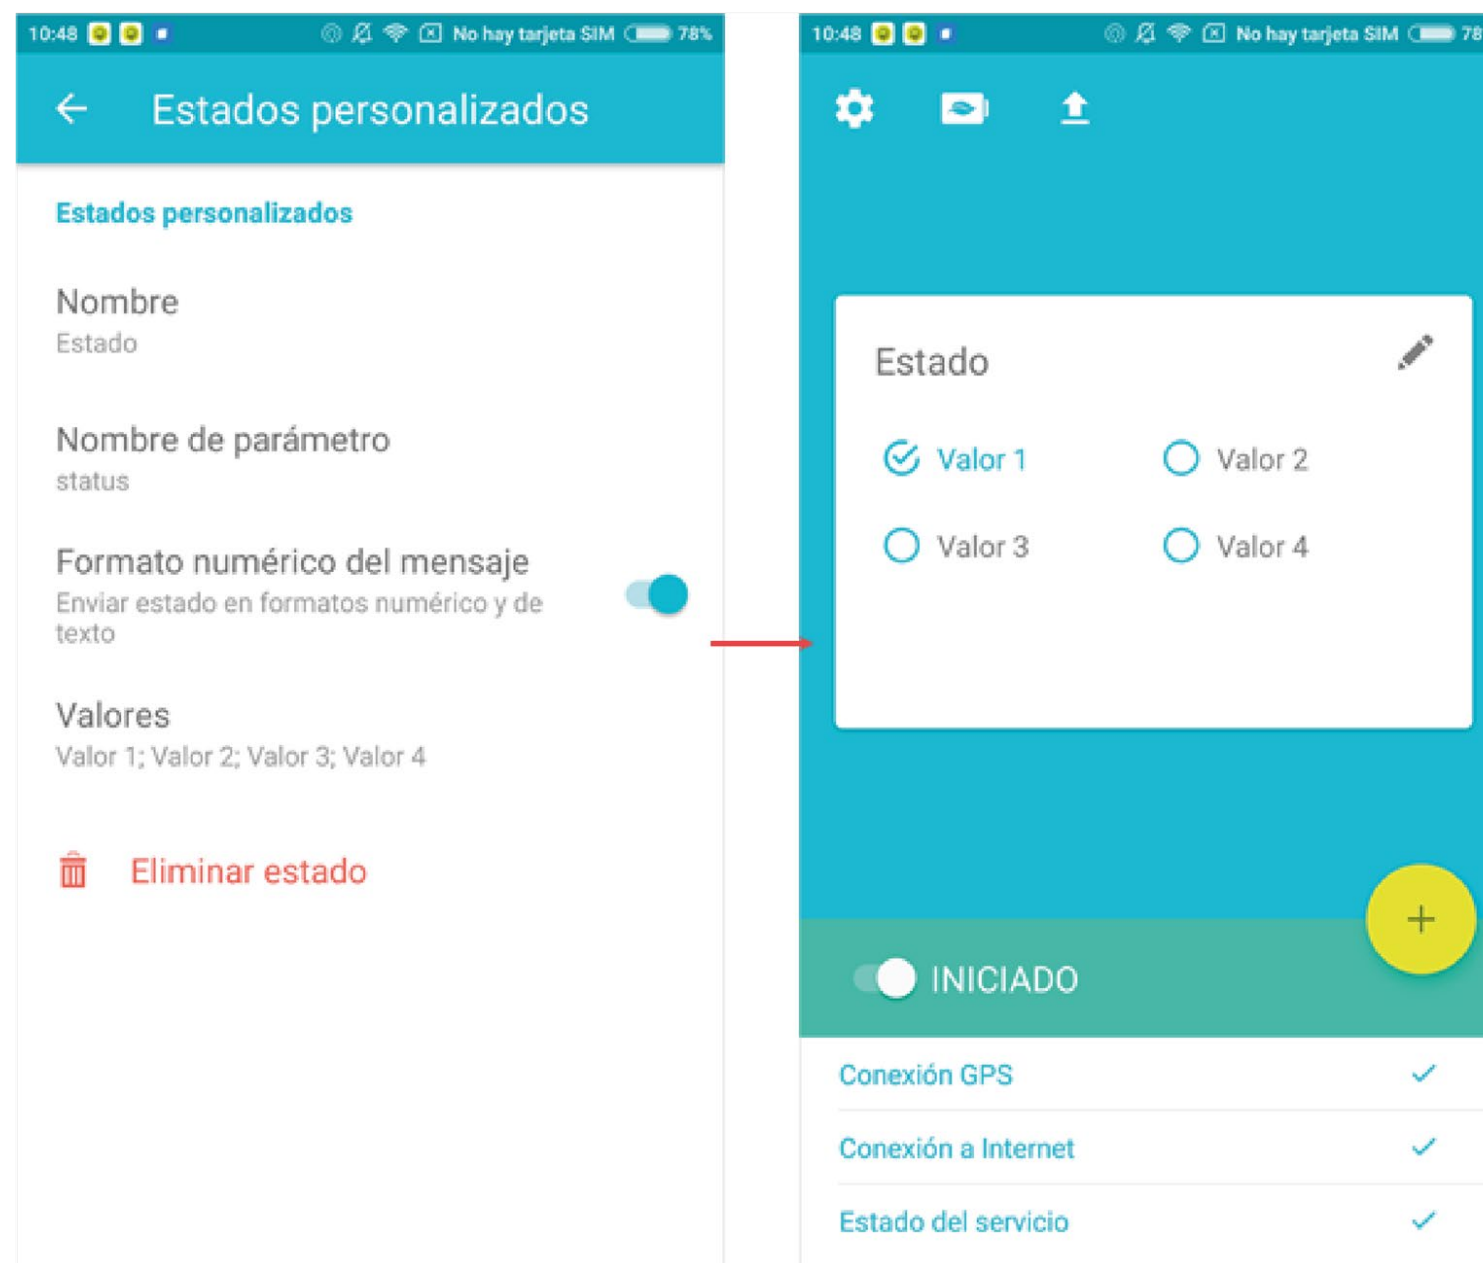 10:48 No hay tarjeta SIM 78%
Estados personalizados
Estados personalizados
Nombre
Estado
Nombre de parámetro
status
Formato numérico del mensaje
Enviar estado en formatos numérico y de
texto
Valores
Valor 1; Valor 2; Valor 3; Valor 4
Eliminar estado
10:48 No hay tarjeta SIM 78
Estado
Valor 1 Valor 2
Valor 3 Valor 4
+
INICIADO
Conexión GPS
Conexión a Internet
Estado del servicio